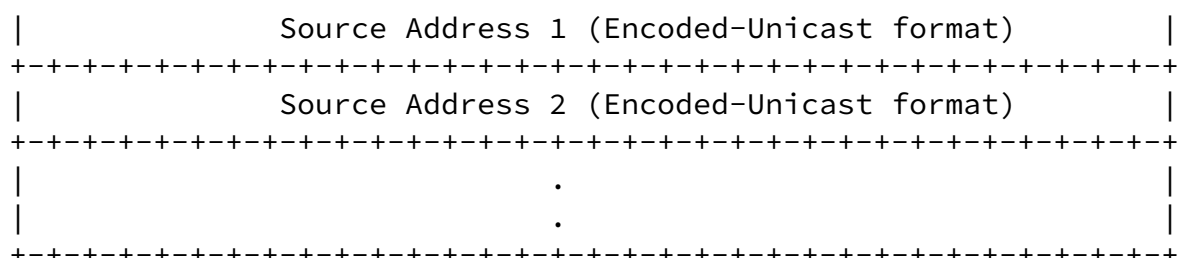 |              Source Address 1 (Encoded-Unicast format)        |
+-+-+-+-+-+-+-+-+-+-+-+-+-+-+-+-+-+-+-+-+-+-+-+-+-+-+-+-+-+-+-+-+
|              Source Address 2 (Encoded-Unicast format)        |
+-+-+-+-+-+-+-+-+-+-+-+-+-+-+-+-+-+-+-+-+-+-+-+-+-+-+-+-+-+-+-+-+
|                             .                                 |
|                             .                                 |
+-+-+-+-+-+-+-+-+-+-+-+-+-+-+-+-+-+-+-+-+-+-+-+-+-+-+-+-+-+-+-+-+